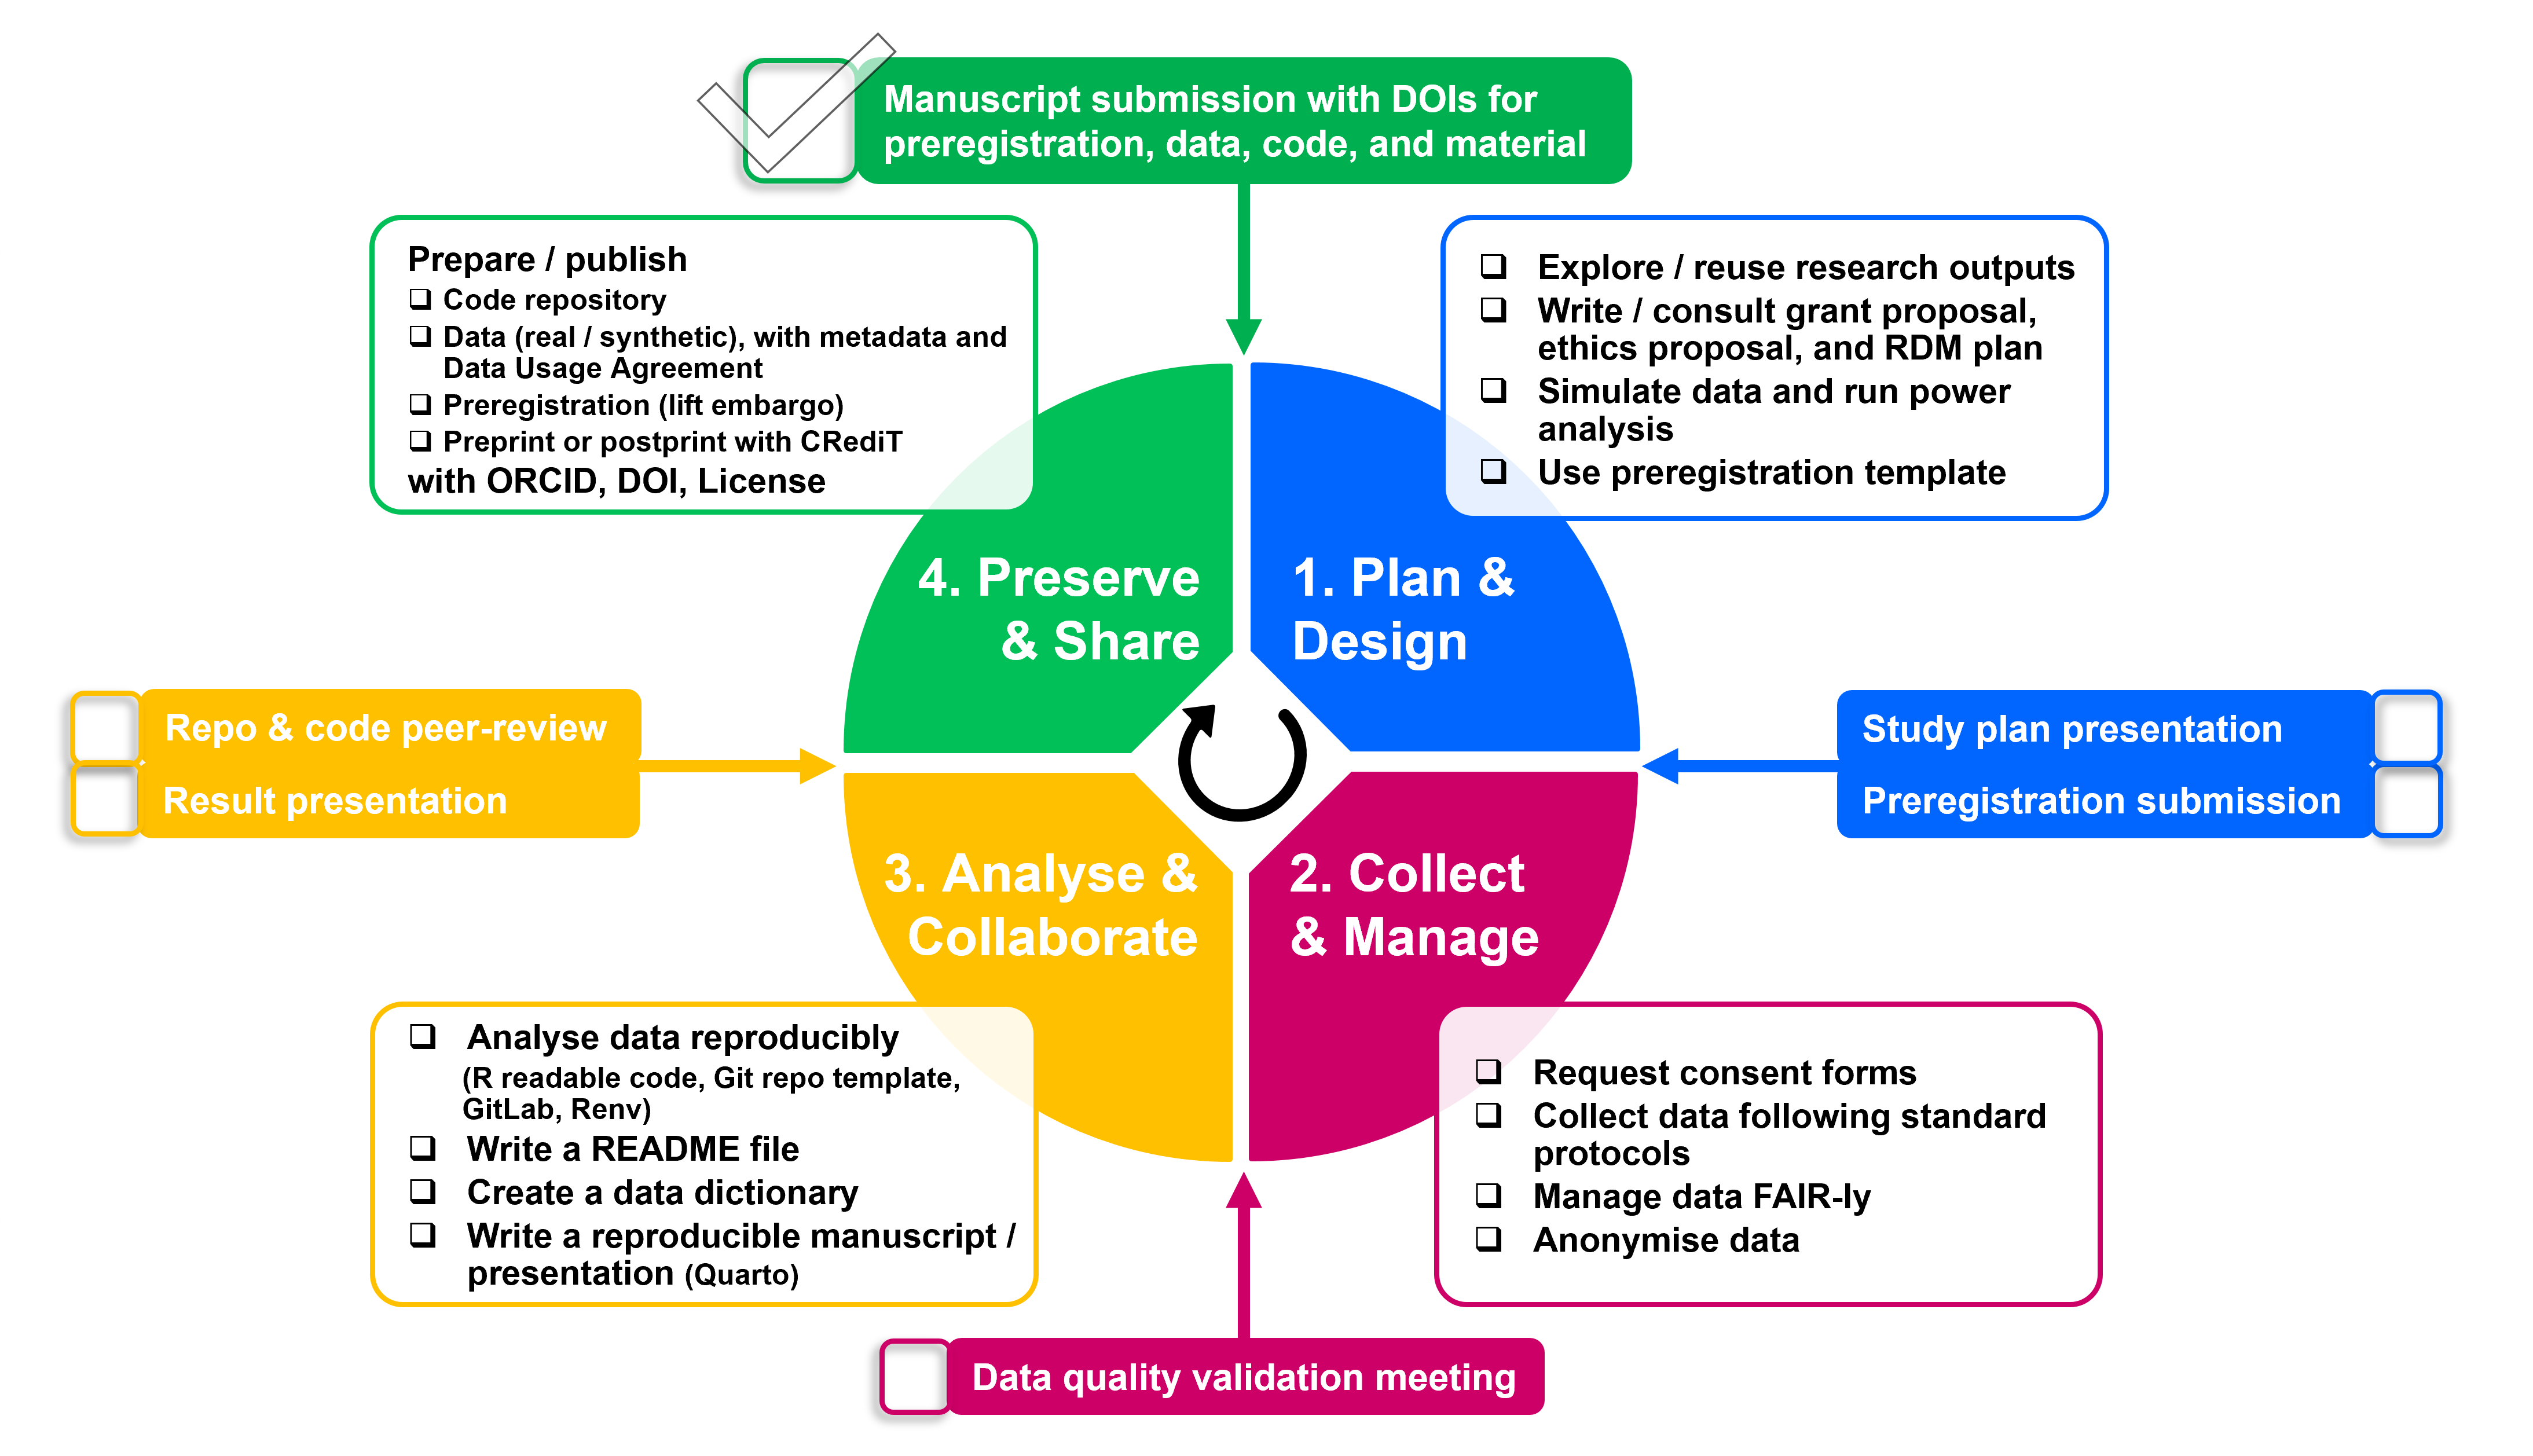 Manuscript submission with DOIs for
preregistration, data, code, and material
Prepare / publish
Code repository
Data (real / synthetic), with metadata and
Data Usage Agreement
Preregistration (lift embargo)
Preprint or postprint with CRediT
with ORCID, DOI, License
Explore / reuse research outputs
Write / consult grant proposal,
ethics proposal, and RDM plan
Simulate data and run power
analysis
Use preregistration template
4. Preserve
& Share
1. Plan &
Design
Repo & code peer-review
Result presentation
Study plan presentation
Preregistration submission
3. Analyse &
Collaborate
2. Collect
& Manage
Analyse data reproducibly
(R readable code, Git repo template,
GitLab, Renv)
Write a README file
Create a data dictionary
Write a reproducible manuscript /
presentation (Quarto)
Request consent forms
Collect data following standard
protocols
Manage data FAIR-ly
Anonymise data
Data quality validation meeting